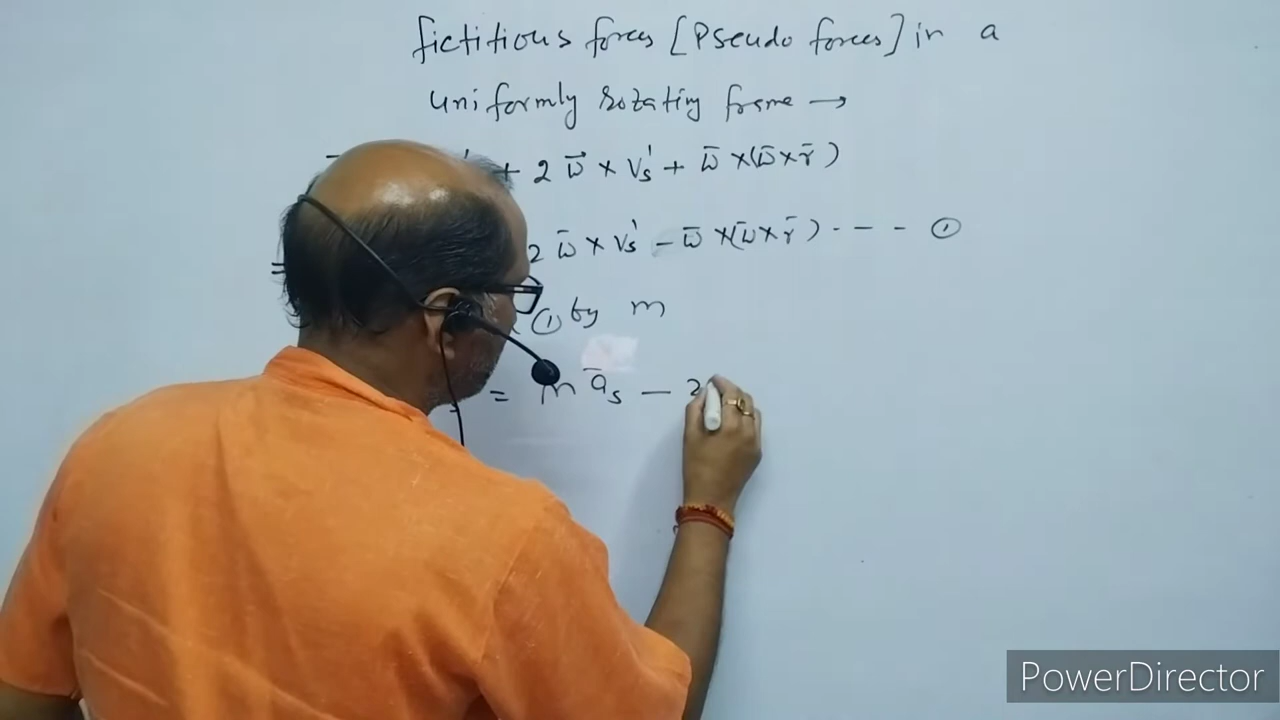 fictitious forces [Pseudo forces] in a
uniformly rotating frame →
+ 2 ω⃗ × Vs' + ω̄ × (ω̄ × r̄)
= 2 ω̄ × Vs' - ω̄ × (ω̄ × r̄) - - - - ①
① by m
= m ās - 2
PowerDirector